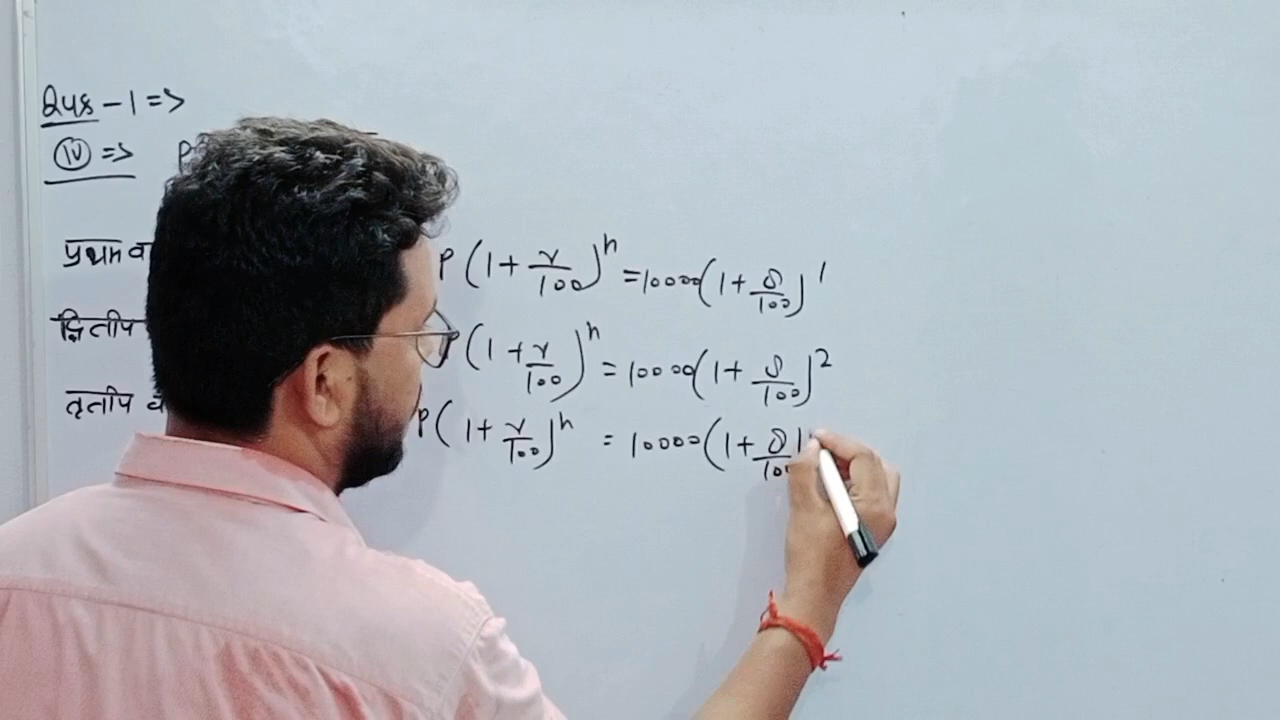 Ques-1 =>
(iv) => P
प्रथम व P(1+r/100)^n =10000(1+8/100)^1
द्वितीय P(1+r/100)^n = 10000(1+8/100)^2
तृतीय व P(1+r/100)^n = 10000(1+8/100)